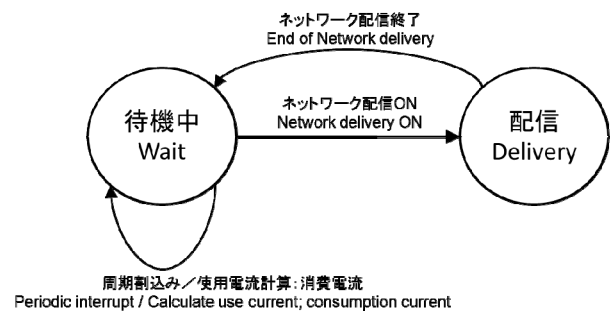 ネットワーク配信終了
End of Network delivery
ネットワーク配信ON
Network delivery ON
待機中
Wait
配信
Delivery
周期割込み／使用電流計算：消費電流
Periodic interrupt / Calculate use current; consumption current